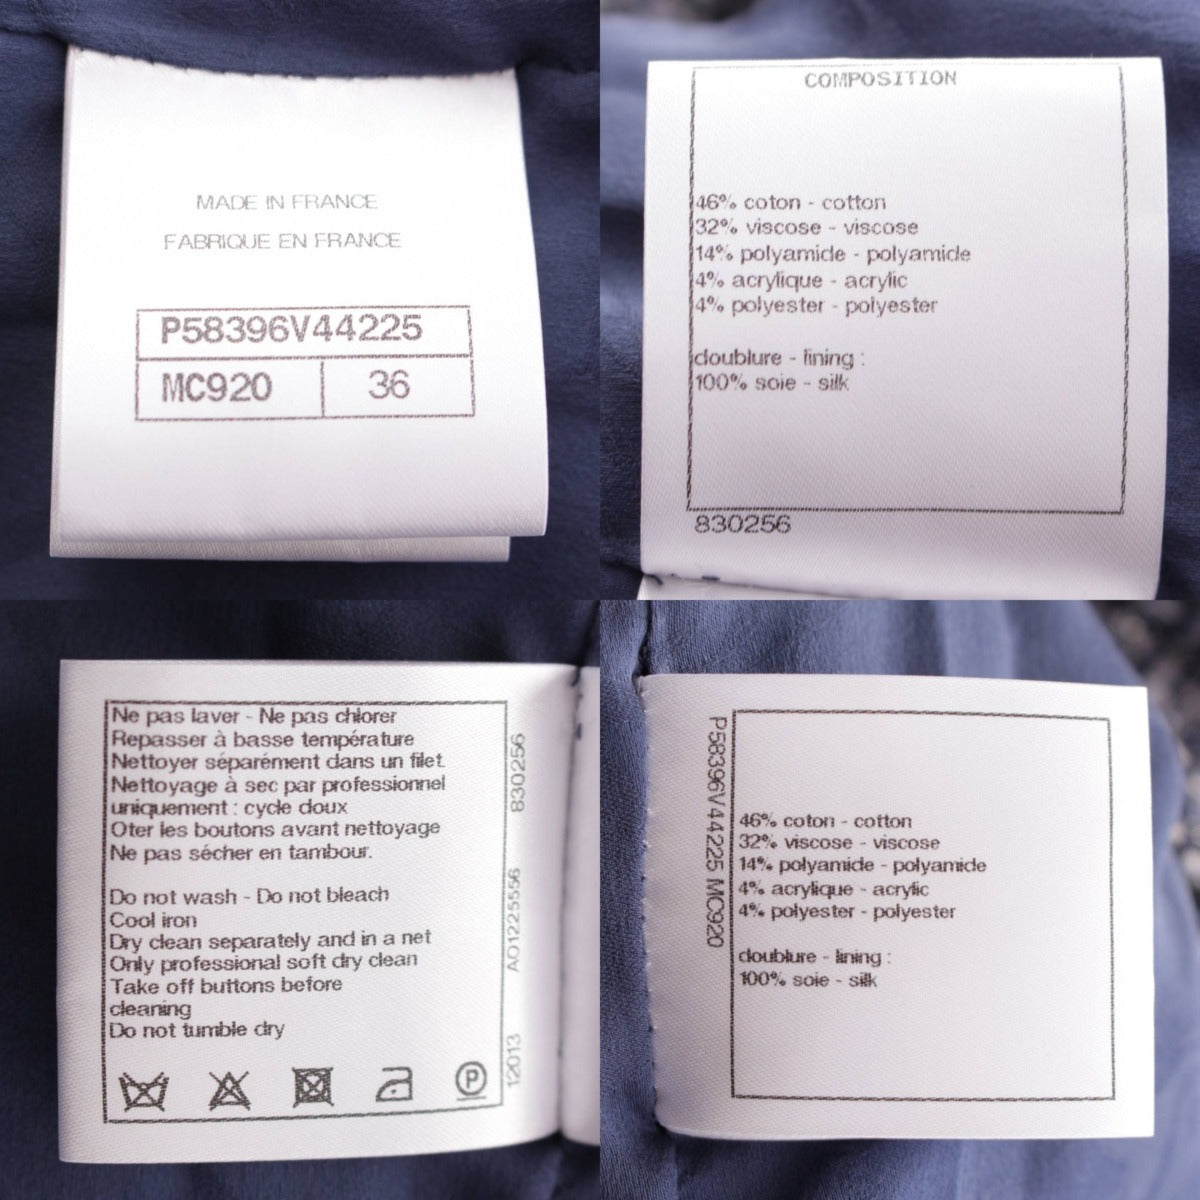 MADE IN FRANCE
FABRIQUE EN FRANCE
P58396V44225
MC920 36
COMPOSITION
46% coton - cotton
32% viscose - viscose
14% polyamide - polyamide
4% acrylique - acrylic
4% polyester - polyester
doublure - lining :
100% soie - silk
830256
Ne pas laver - Ne pas chlorer
Repasser à basse température
Nettoyer séparément dans un filet.
Nettoyage à sec par professionnel
uniquement : cycle doux
Oter les boutons avant nettoyage
Ne pas sécher en tambour.
Do not wash - Do not bleach
Cool iron
Dry clean separately and in a net
Only professional soft dry clean
Take off buttons before
cleaning
Do not tumble dry
P
12013 AO1225556 830256
P58396V44225 MC920
46% coton - cotton
32% viscose - viscose
14% polyamide - polyamide
4% acrylique - acrylic
4% polyester - polyester
doublure - lining :
100% soie - silk